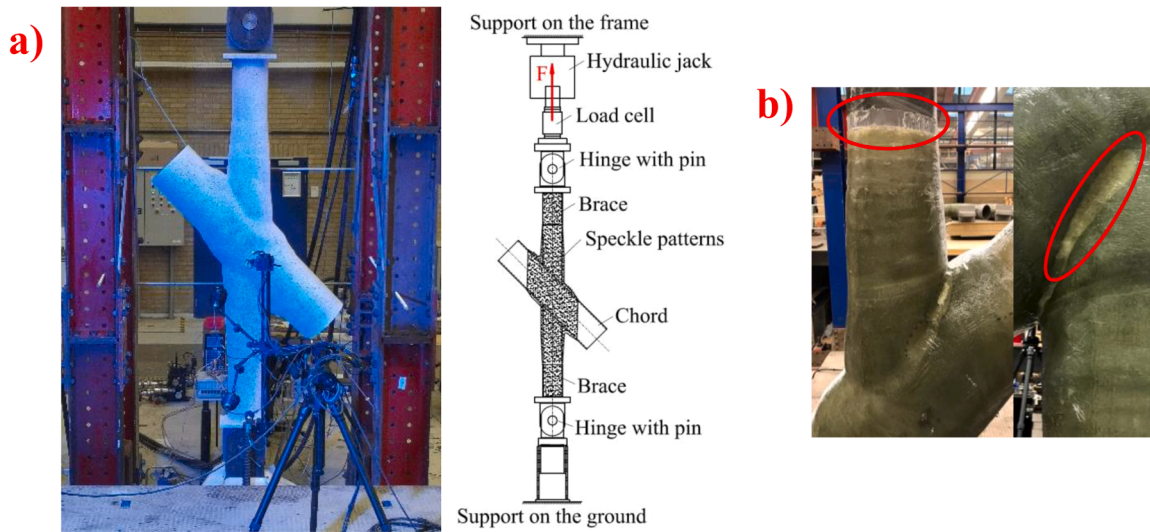 a)
Support on the frame
Hydraulic jack
F
Load cell
Hinge with pin
Brace
Speckle patterns
Chord
Brace
Hinge with pin
Support on the ground
b)